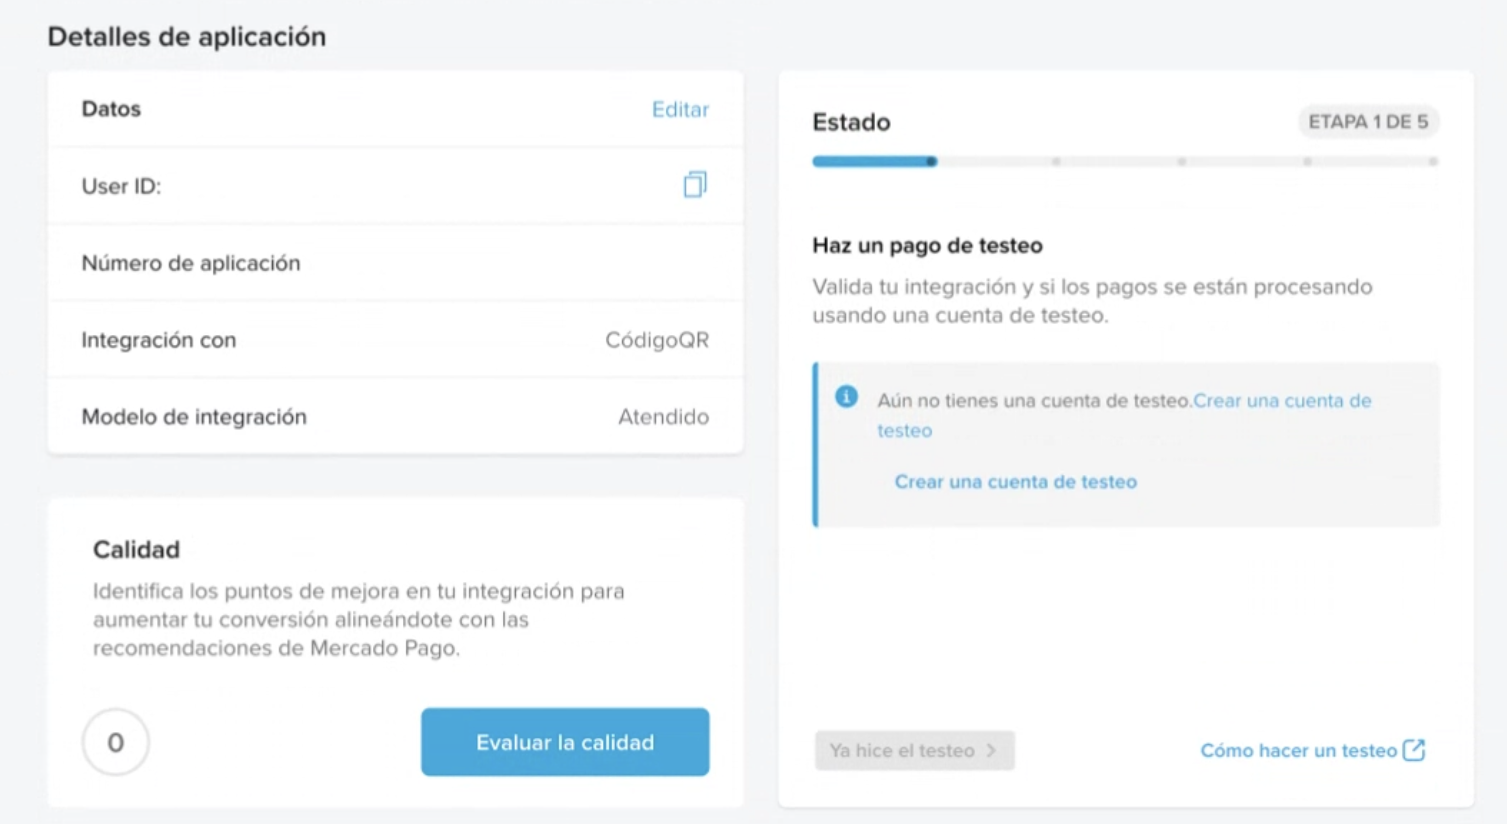 Detalles de aplicación
Datos
Editar
User ID:
Número de aplicación
Integración con
CódigoQR
Modelo de integración
Atendido
Calidad
Identifica los puntos de mejora en tu integración para
aumentar tu conversión alineándote con las
recomendaciones de Mercado Pago.
0
Evaluar la calidad
Estado
ETAPA 1 DE 5
Haz un pago de testeo
Valida tu integración y si los pagos se están procesando
usando una cuenta de testeo.
Aún no tienes una cuenta de testeo.Crear una cuenta de
testeo
Crear una cuenta de testeo
Ya hice el testeo
Cómo hacer un testeo